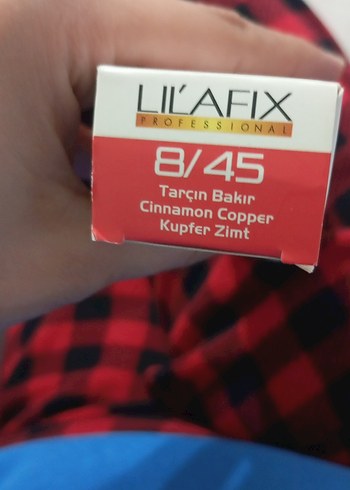 LIL'AFIX
PROFESSIONAL
8/45
Tarçın Bakır
Cinnamon Copper
Kupfer Zimt